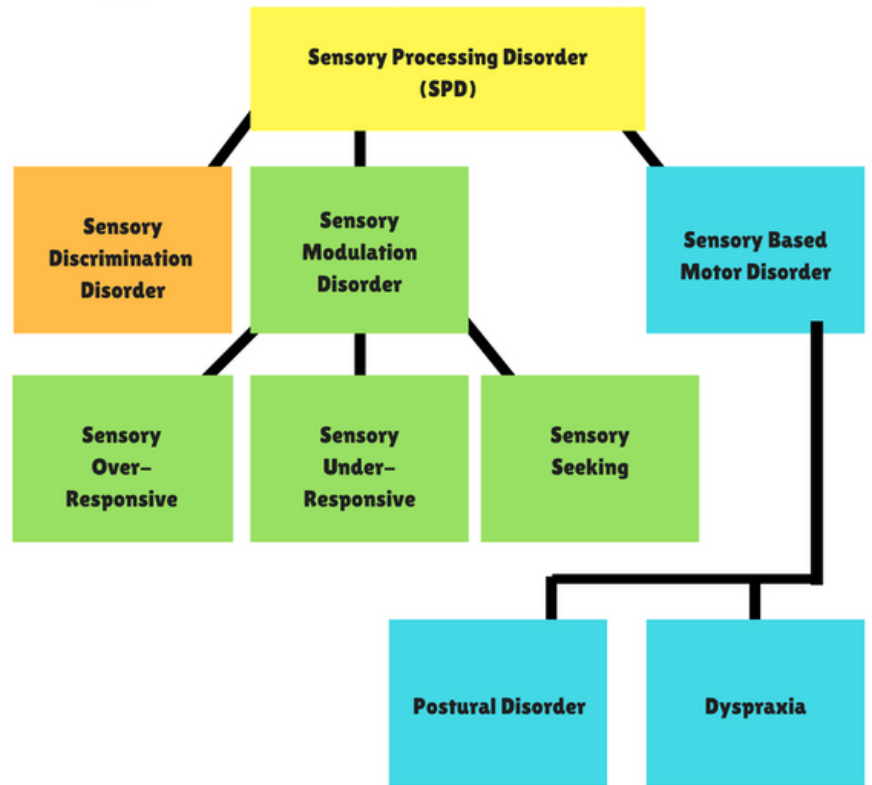 Sensory Processing Disorder
(SPD)
Sensory
Discrimination
Disorder
Sensory
Modulation
Disorder
Sensory Based
Motor Disorder
Sensory
Over-
Responsive
Sensory
Under-
Responsive
Sensory
Seeking
Postural Disorder
Dyspraxia